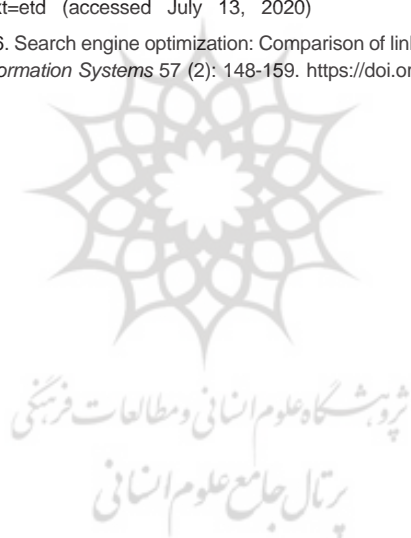 xt=etd (accessed July 13, 2020)
6. Search engine optimization: Comparison of lin
ormation Systems 57 (2): 148-159. https://doi.or
پژوهشگاه علوم انسانی و مطالعات فرهنگی
پرتال جامع علوم انسانی